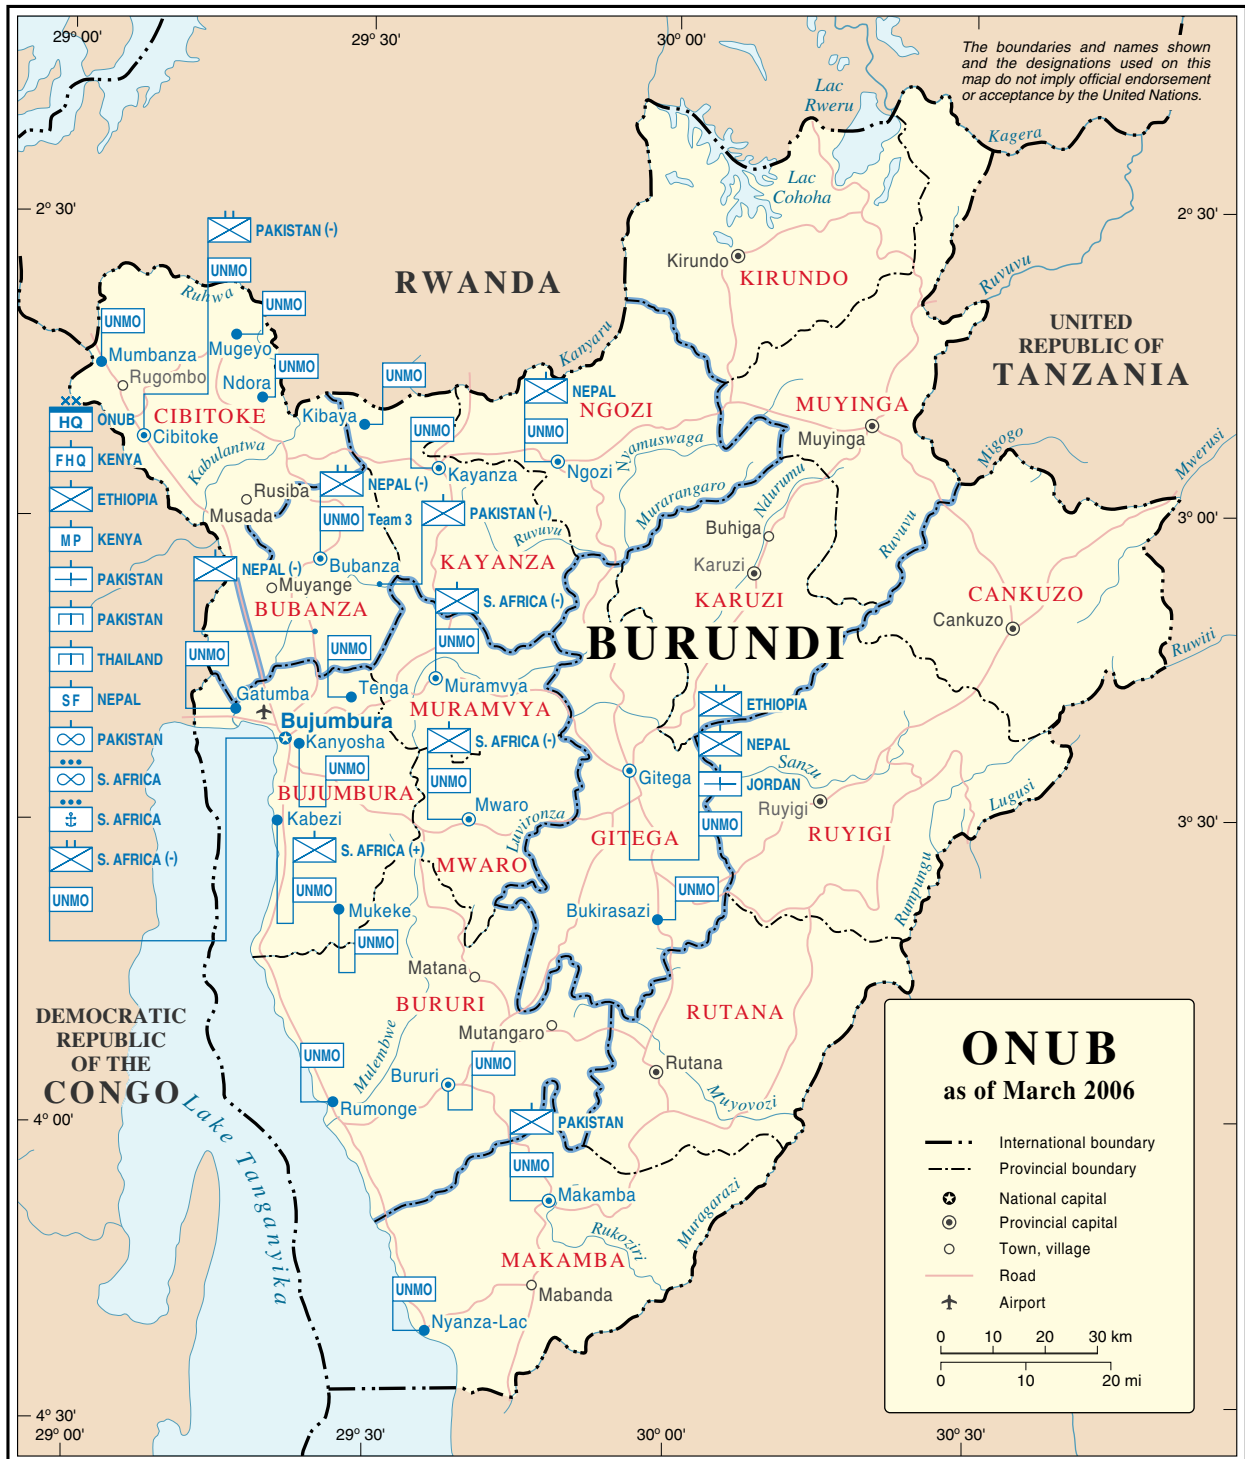 29° 00'
29° 30'
30° 00'
The boundaries and names shown
and the designations used on this
map do not imply official endorsement
or acceptance by the United Nations.
Lac
Rweru
Kagera
Lac
Cohoha
2° 30'
2° 30'
PAKISTAN (-)
UNMO
Ruhwa
UNMO
UNMO
Mugeyo
Mumbanza
Rugombo
UNMO
Ndora
CIBITOKE
Cibitoke
RWANDA
Kirundo
KIRUNDO
Ruvuvu
UNITED
REPUBLIC OF
TANZANIA
Kanyaru
UNMO
Kibaya
NEPAL
NGOZI
UNMO
Ngozi
Nyamuswaga
MUYINGA
Muyinga
Migogo
Mwerusi
HQ
ONUB
FHQ
KENYA
ETHIOPIA
MP
KENYA
PAKISTAN
PAKISTAN
THAILAND
SF
NEPAL
PAKISTAN
S. AFRICA
S. AFRICA
S. AFRICA (-)
UNMO
Kabulantwa
UNMO
Kayanza
Rusiba
Musada
NEPAL (-)
UNMO
Team 3
PAKISTAN (-)
Murarangaro
Ndurumu
Buhiga
Ruvuvu
Ruvuvu
3° 00'
Bubanza
KAYANZA
Karuzi
KARUZI
NEPAL (-)
Muyange
BUBANZA
S. AFRICA (-)
UNMO
CANKUZO
Cankuzo
Ruwiti
BURUNDI
UNMO
UNMO
Gatumba
Tenga
Muramvya
MURAMVYA
Bujumbura
Kanyosha
UNMO
BUJUMBURA
Kabezi
S. AFRICA (-)
UNMO
Mwaro
ETHIOPIA
NEPAL
JORDAN
UNMO
Gitega
GITEGA
Sanzu
Ruyigi
RUYIGI
Lugusi
3° 30'
Luvironza
MWARO
S. AFRICA (+)
UNMO
Mukeke
UNMO
UNMO
Bukirasazi
Rumpungu
Matana
BURURI
Mutangaro
RUTANA
Rutana
DEMOCRATIC
REPUBLIC
OF THE
CONGO
Mulembwe
UNMO
Rumonge
UNMO
Bururi
Muyovozi
4° 00'
Lake Tanganyika
PAKISTAN
UNMO
Makamba
Rukoziri
Muragarazi
MAKAMBA
Mabanda
UNMO
Nyanza-Lac
ONUB
as of March 2006
International boundary
Provincial boundary
National capital
Provincial capital
Town, village
Road
Airport
0 10 20 30 km
0 10 20 mi
4° 30'
29° 00'
29° 30'
30° 00'
30° 30'